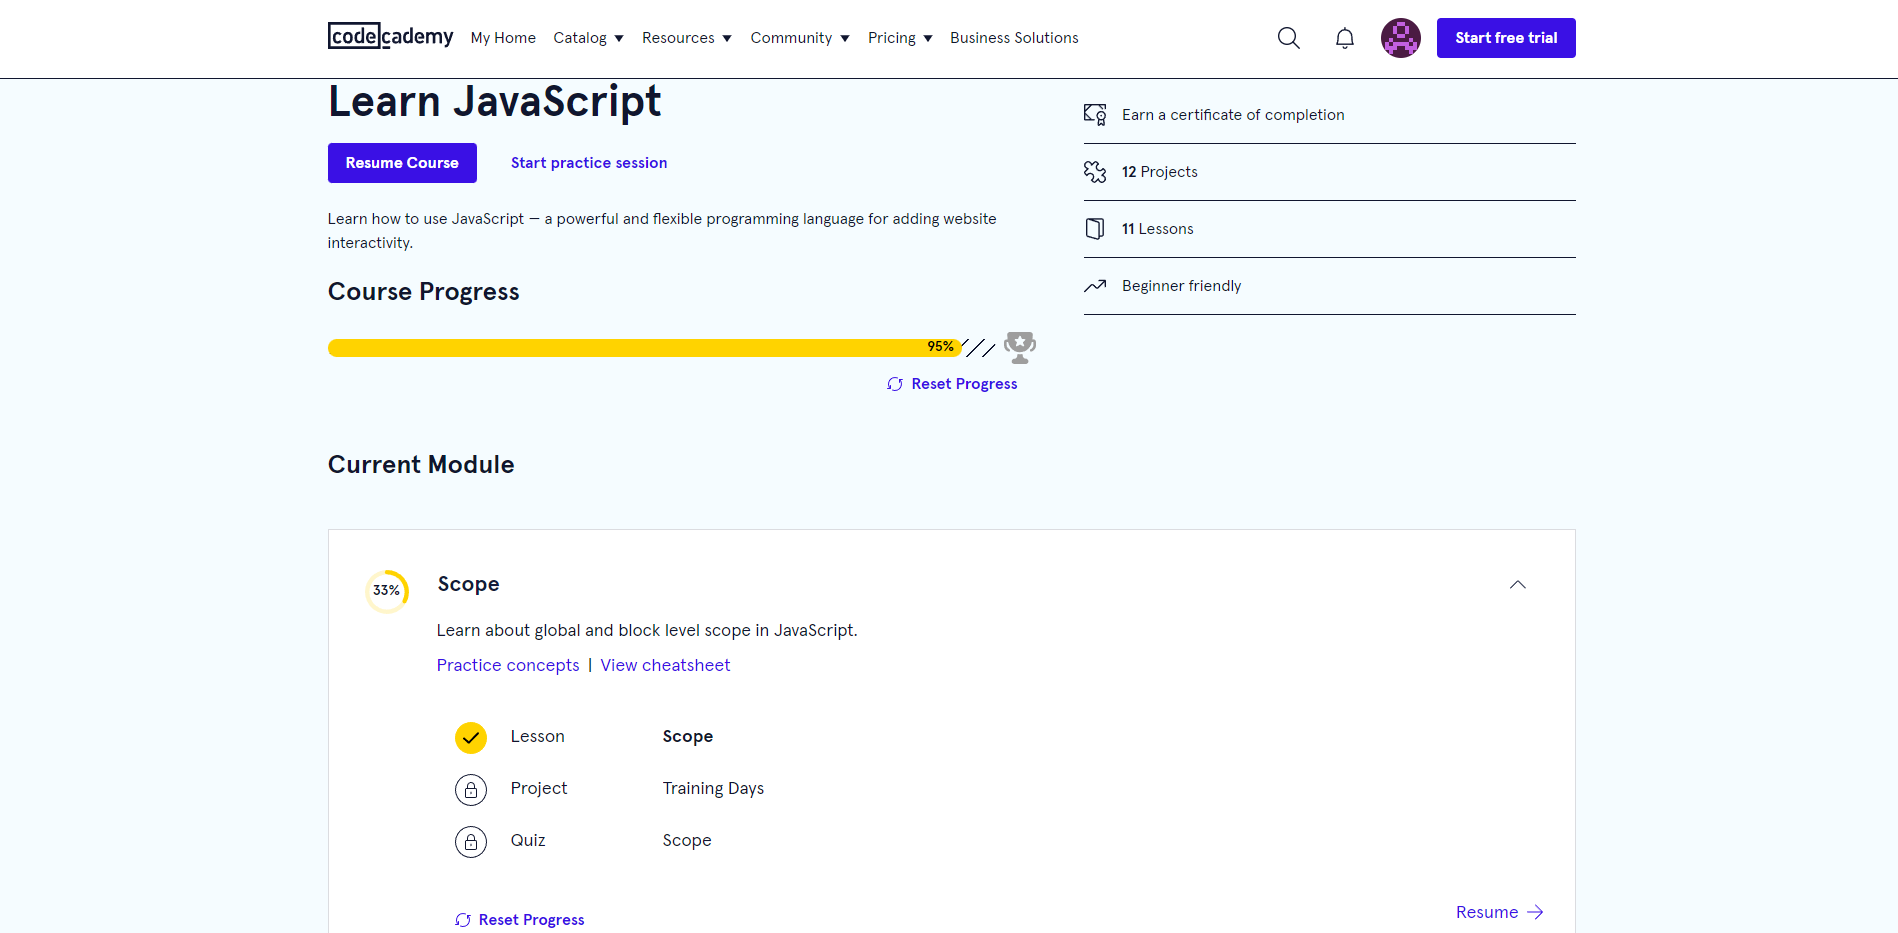 codecademy My Home Catalog Resources Community Pricing Business Solutions Start free trial
Learn JavaScript
Resume Course Start practice session
Learn how to use JavaScript — a powerful and flexible programming language for adding website
interactivity.
Earn a certificate of completion
12 Projects
11 Lessons
Beginner friendly
Course Progress
95%
Reset Progress
Current Module
33% Scope
Learn about global and block level scope in JavaScript.
Practice concepts | View cheatsheet
Lesson Scope
Project Training Days
Quiz Scope
Reset Progress
Resume